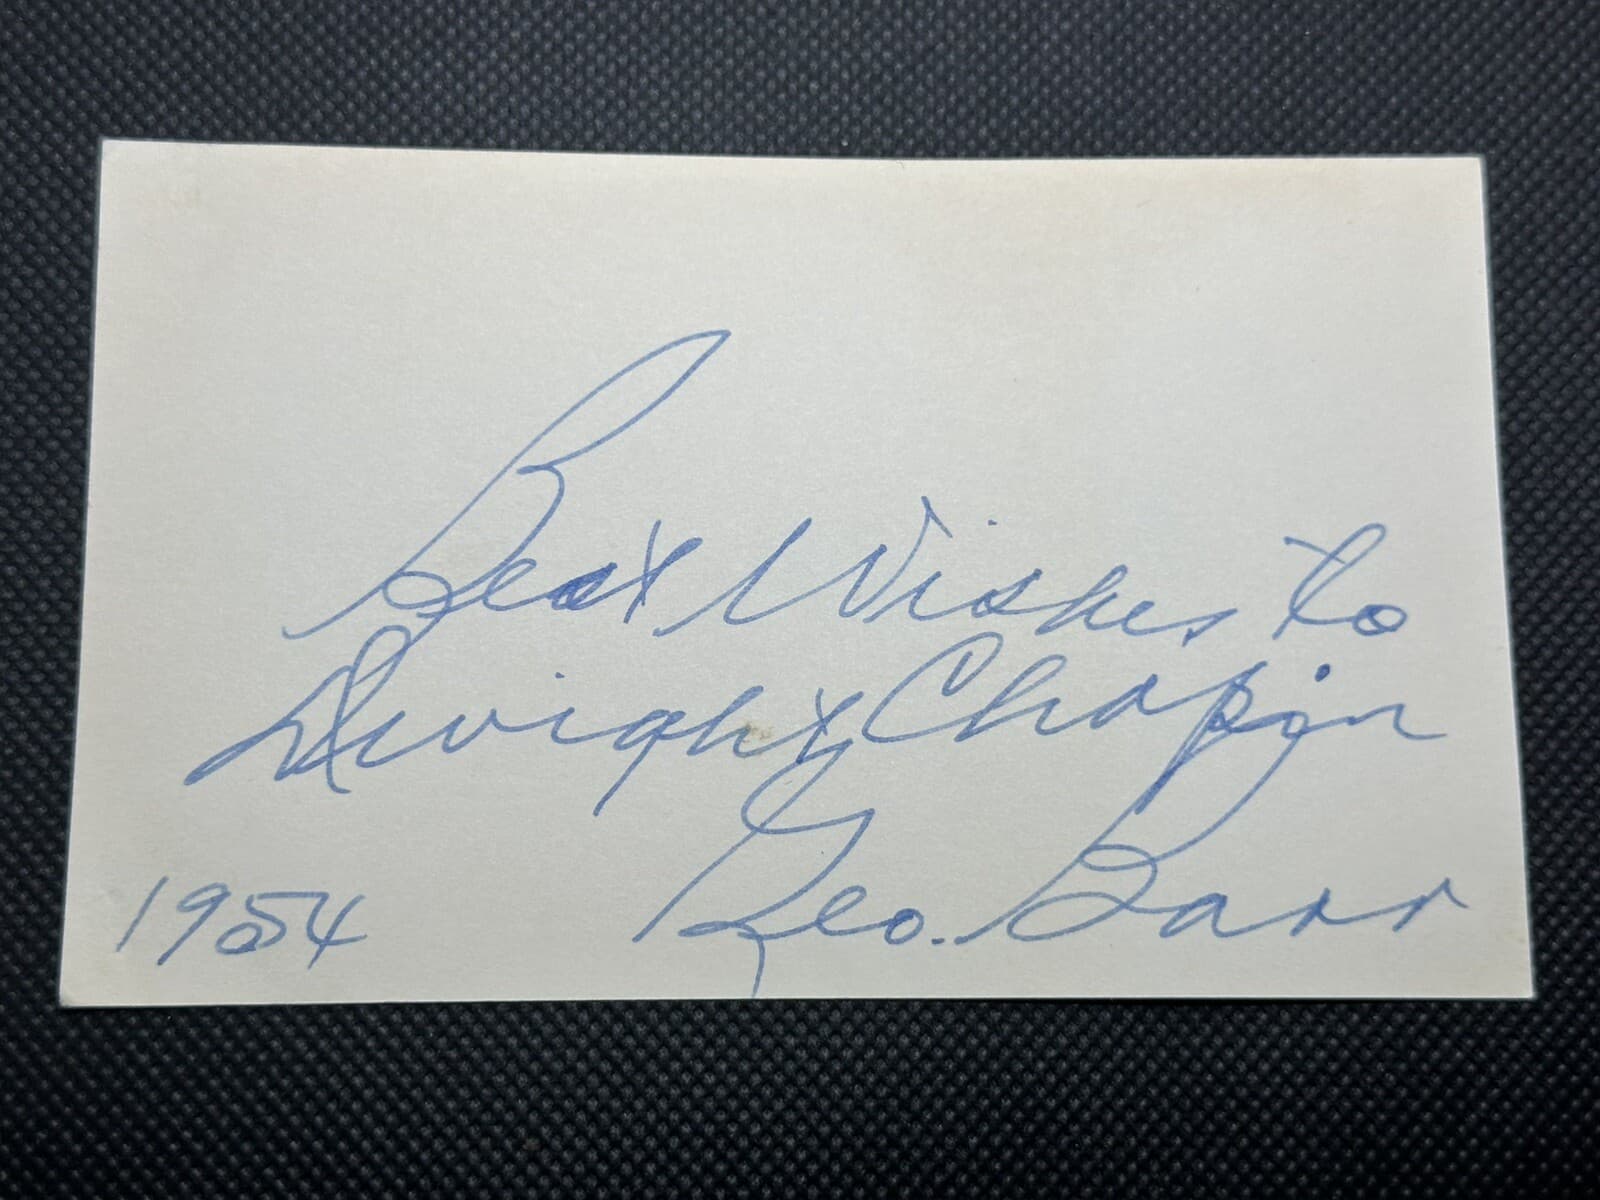 Best Wishes to
Dwight Chapin
Geo. Barr
1954